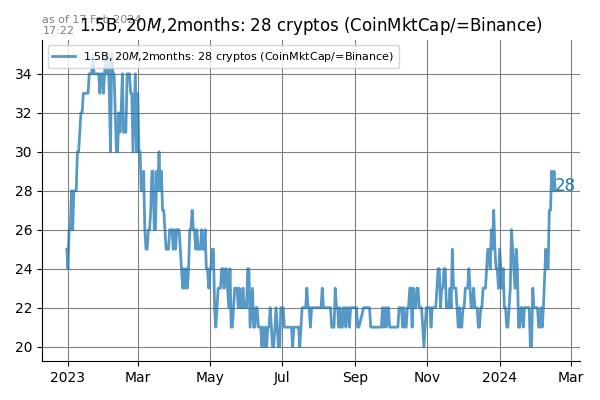 as of 17 Feb 2024
17:22
1.5B, 20M,2months: 28 cryptos (CoinMktCap/=Binance)
1.5B, 20M,2months: 28 cryptos (CoinMktCap/=Binance)
34
32
30
28
28
26
24
22
20
2023 Mar May Jul Sep Nov 2024 Mar